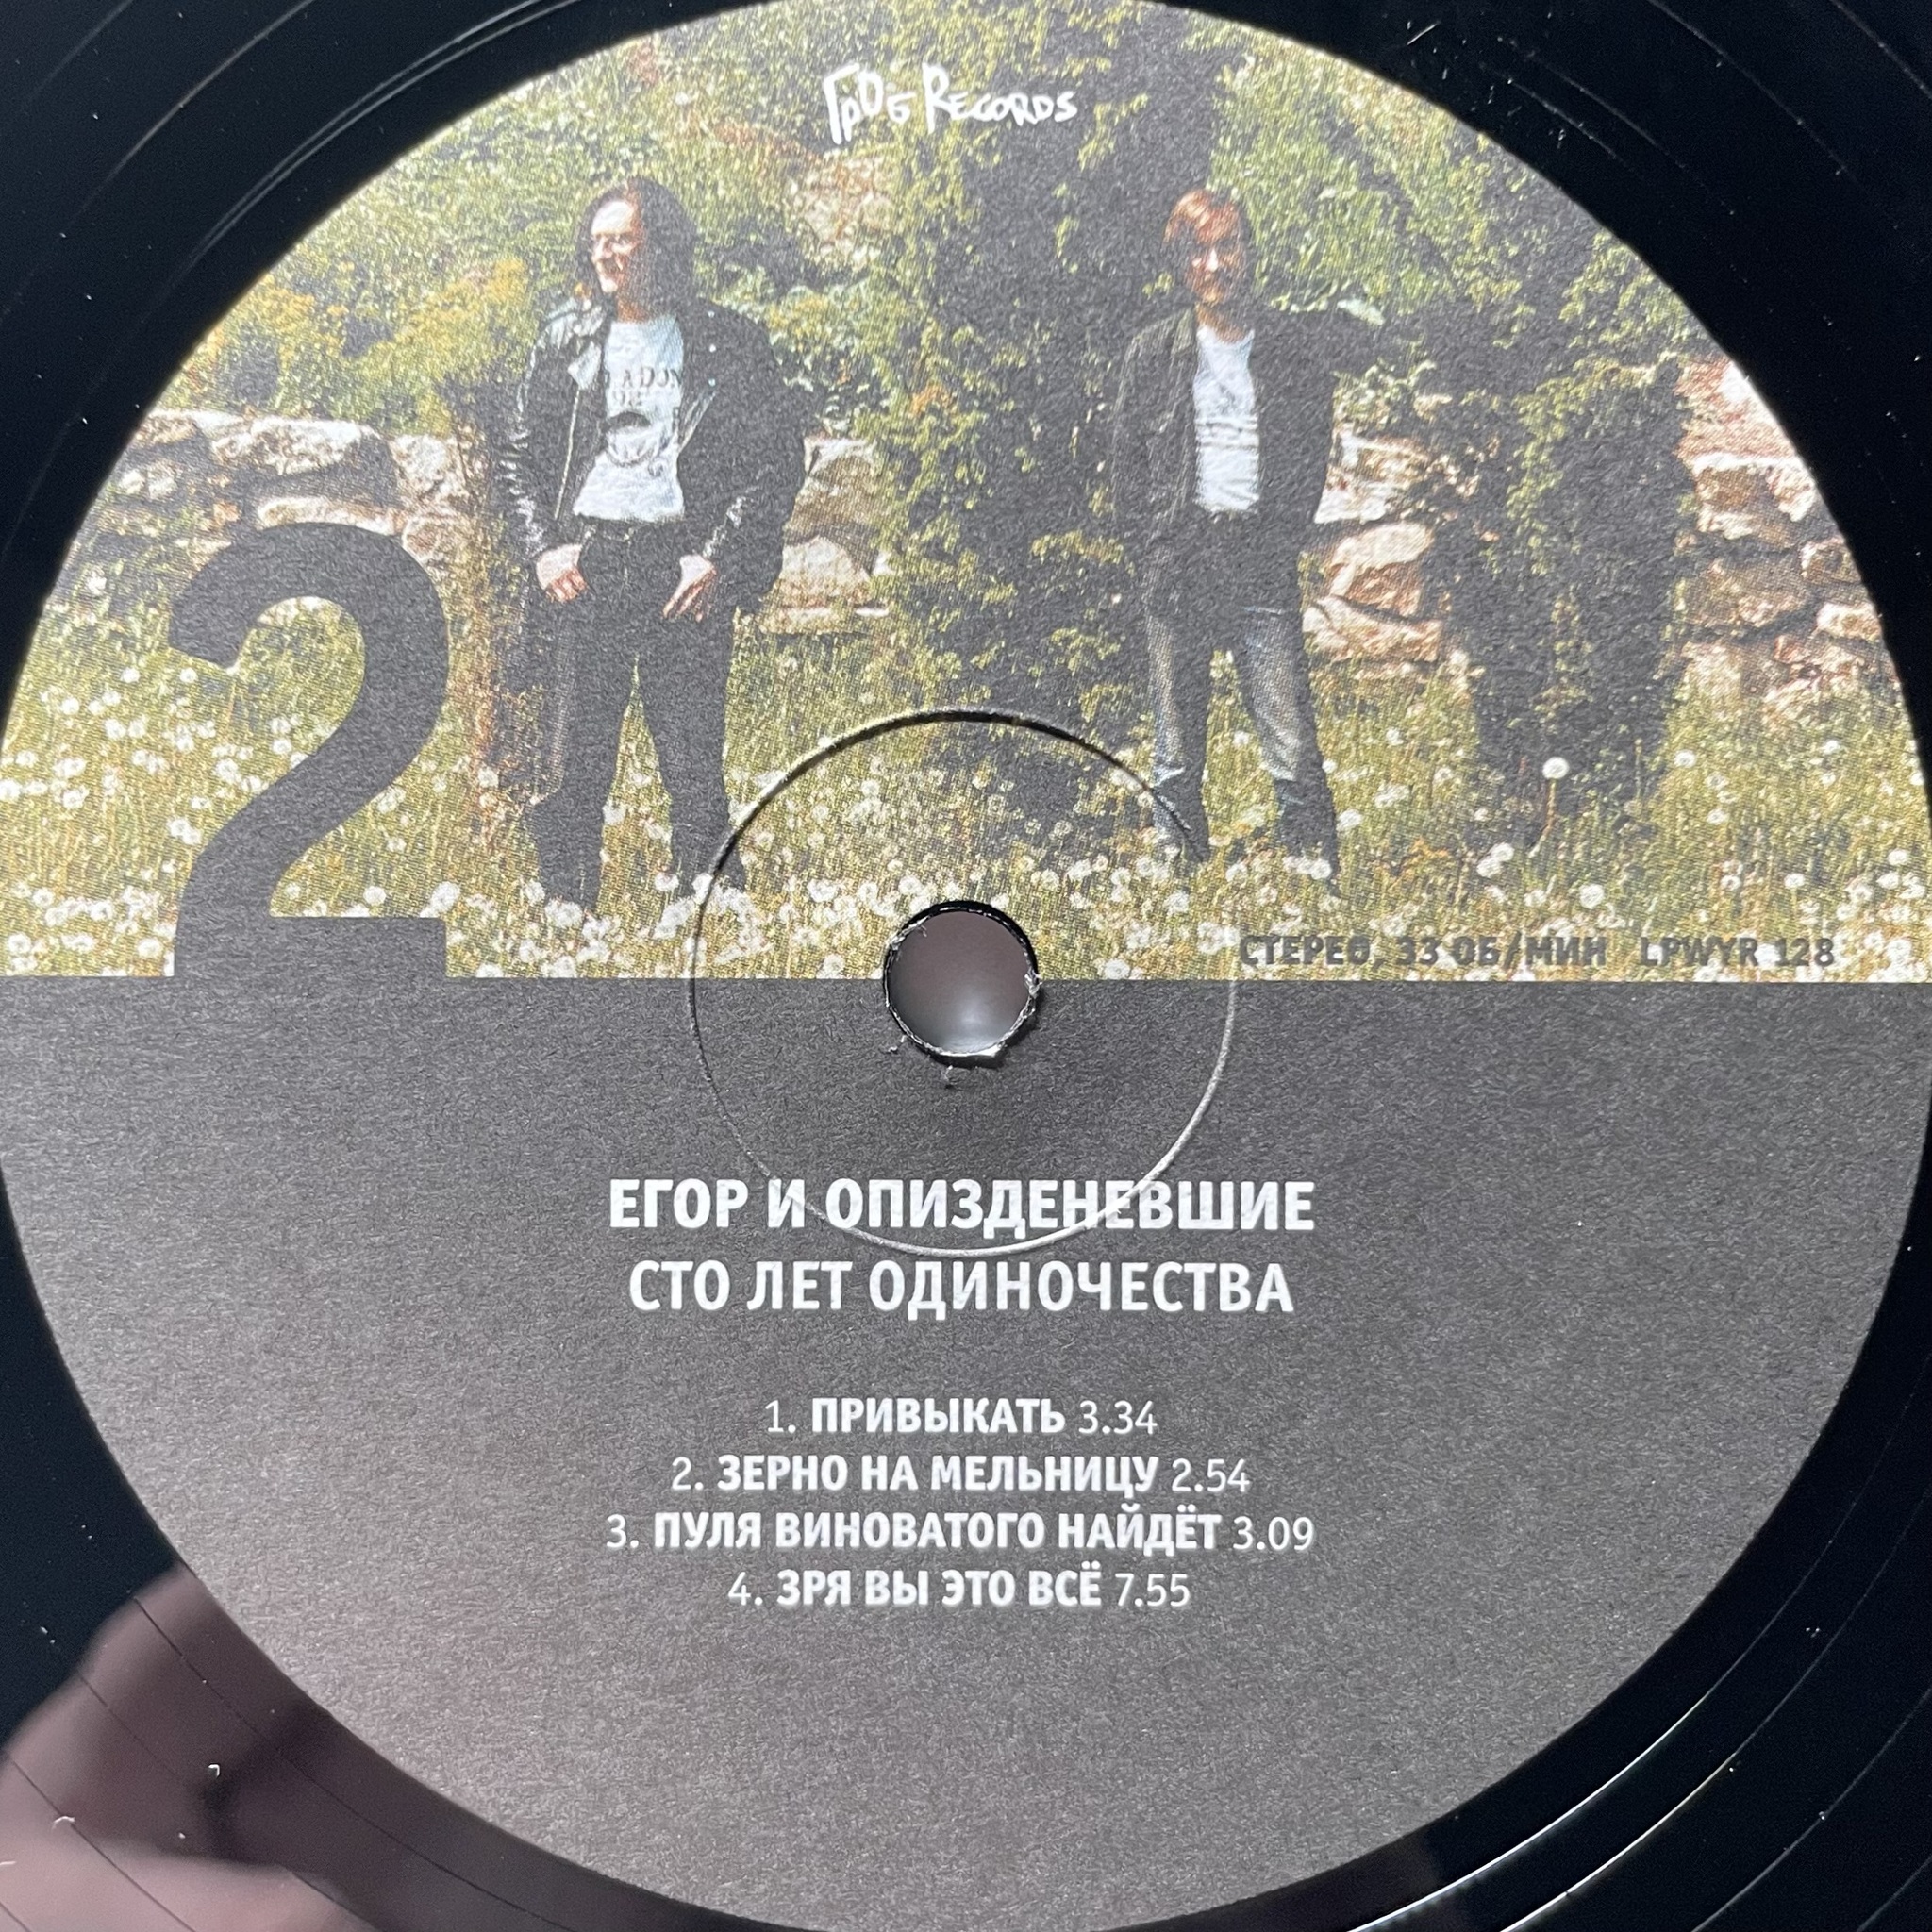 ГрОб Records
2
СТЕРЕО, 33 ОБ/МИН LPWYR 128
ЕГОР И ОПИЗДЕНЕВШИЕ
СТО ЛЕТ ОДИНОЧЕСТВА
1. ПРИВЫКАТЬ 3.34
2. ЗЕРНО НА МЕЛЬНИЦУ 2.54
3. ПУЛЯ ВИНОВАТОГО НАЙДЁТ 3.09
4. ЗРЯ ВЫ ЭТО ВСЁ 7.55